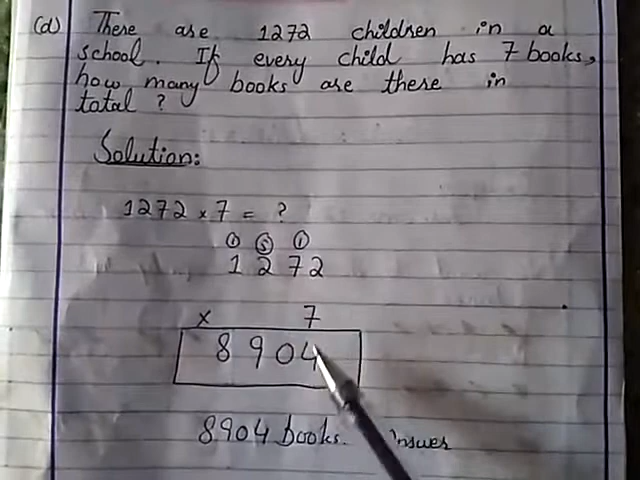 (d) There are 1272 children in a
school. If every child has 7 books,
how many books are there in
total ?
Solution:
1272 x 7 = ?
1 5 1
1 2 7 2
x 7
8 9 0 4
8904 books.